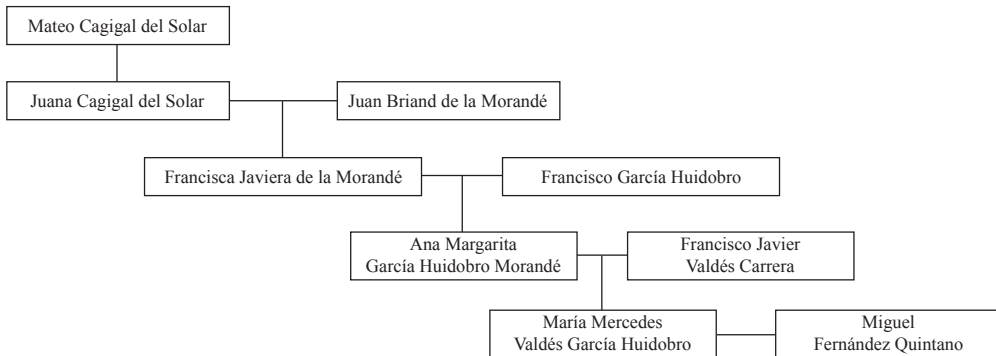 Mateo Cagigal del Solar
Juana Cagigal del Solar
Juan Briand de la Morandé
Francisca Javiera de la Morandé
Francisco García Huidobro
Ana Margarita
García Huidobro Morandé
Francisco Javier
Valdés Carrera
María Mercedes
Valdés García Huidobro
Miguel
Fernández Quintano